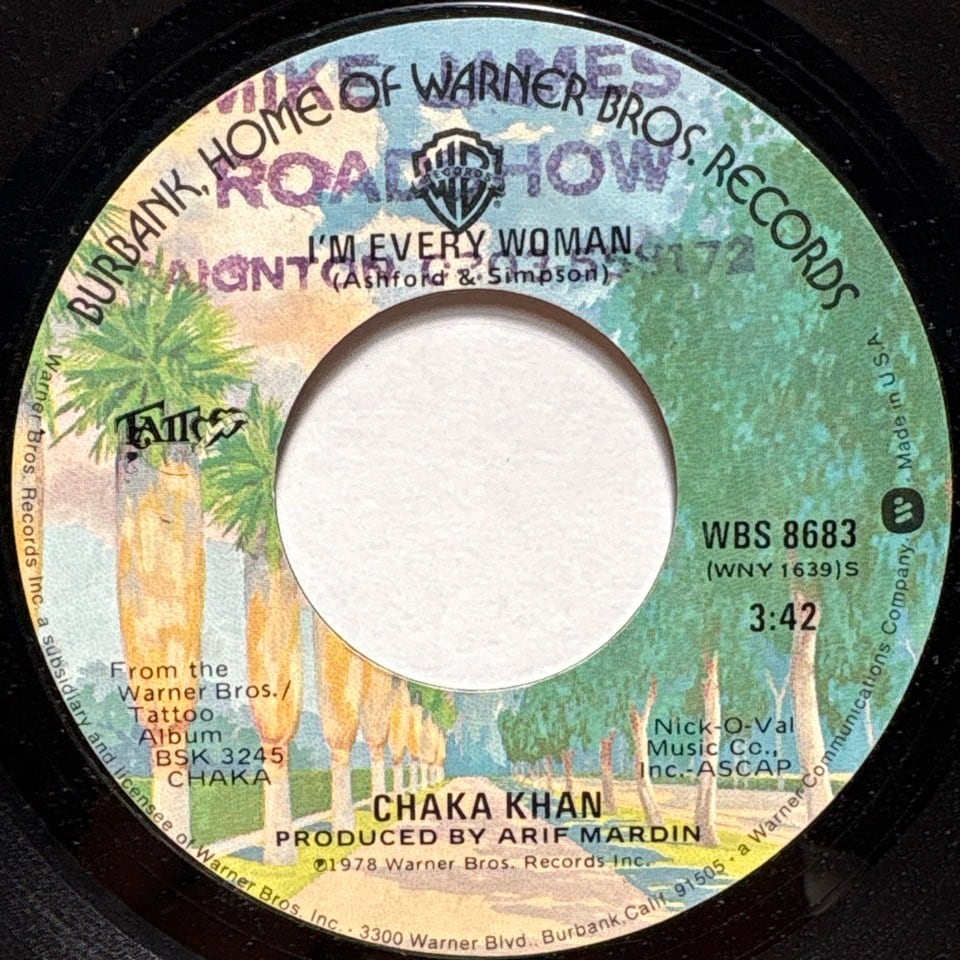 BURBANK, HOME OF WARNER BROS. RECORDS
MIKE JAMES
ROADSHOW
WB
RECORDS
I'M EVERY WOMAN
(Ashford & Simpson)
TATTOO
WBS 8683
(WNY 1639)S
3:42
From the
Warner Bros./
Tattoo
Album
BSK 3245
CHAKA
Nick-O-Val
Music Co.,
Inc.-ASCAP
CHAKA KHAN
PRODUCED BY ARIF MARDIN
℗1978 Warner Bros. Records Inc.
Warner Bros. Records Inc. a subsidiary and licensee of Warner Bros. Inc. · 3300 Warner Blvd., Burbank, Calif. 91505 · a Warner Communications Company. Made in U.S.A.